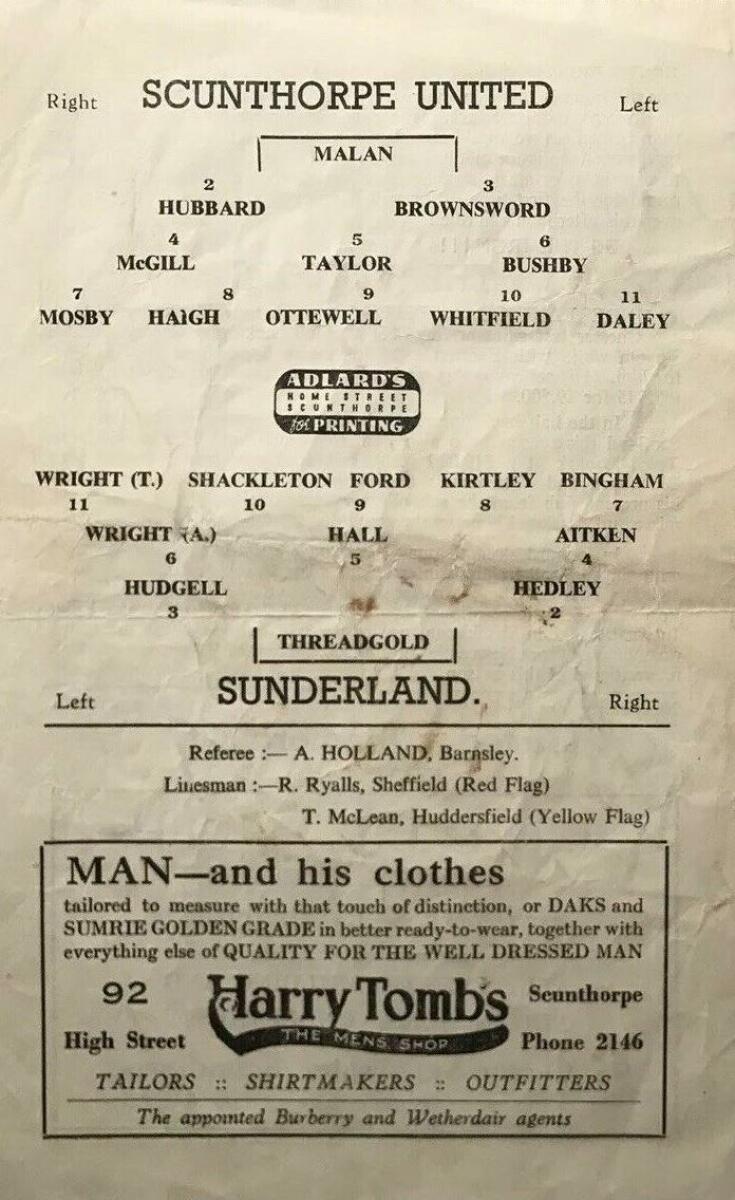 Right SCUNTHORPE UNITED Left
MALAN
2 3
HUBBARD BROWNSWORD
4 5 6
McGILL TAYLOR BUSHBY
7 8 9 10 11
MOSBY HAIGH OTTEWELL WHITFIELD DALEY
ADLARD'S
HOME STREET
SCUNTHORPE
for PRINTING
WRIGHT (T.) SHACKLETON FORD KIRTLEY BINGHAM
11 10 9 8 7
WRIGHT (A.) HALL AITKEN
6 5 4
HUDGELL HEDLEY
3 2
THREADGOLD
Left SUNDERLAND. Right
Referee :— A. HOLLAND, Barnsley.
Linesman :—R. Ryalls, Sheffield (Red Flag)
T. McLean, Huddersfield (Yellow Flag)
MAN—and his clothes
tailored to measure with that touch of distinction, or DAKS and
SUMRIE GOLDEN GRADE in better ready-to-wear, together with
everything else of QUALITY FOR THE WELL DRESSED MAN
92 Harry Tomb's Scunthorpe
High Street THE MENS SHOP Phone 2146
TAILORS :: SHIRTMAKERS :: OUTFITTERS
The appointed Burberry and Wetherdair agents